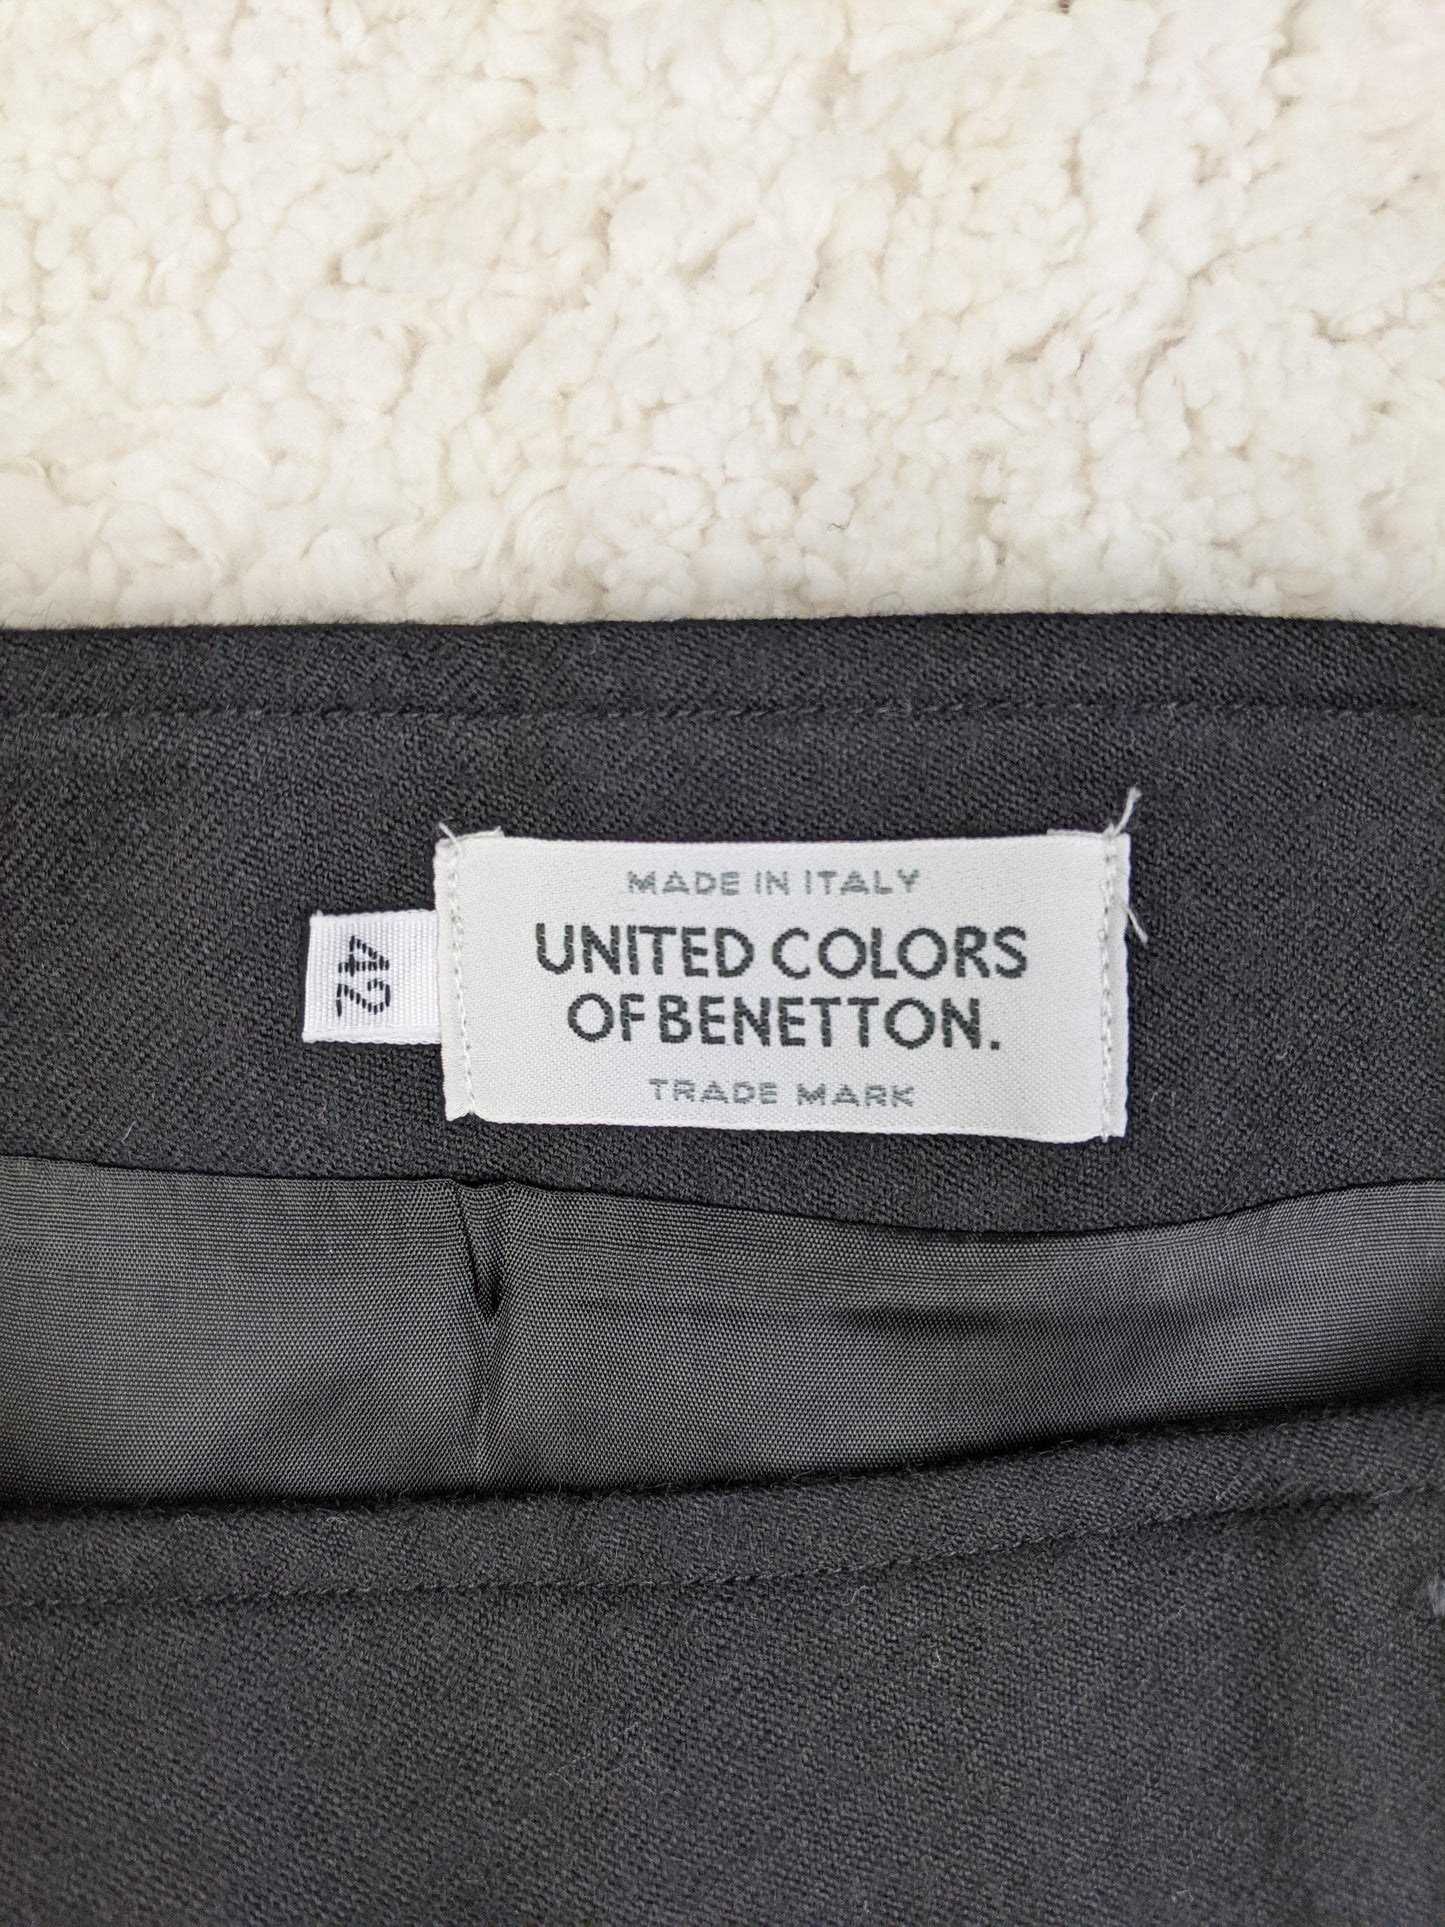 MADE IN ITALY
UNITED COLORS
OF BENETTON.
TRADE MARK
42